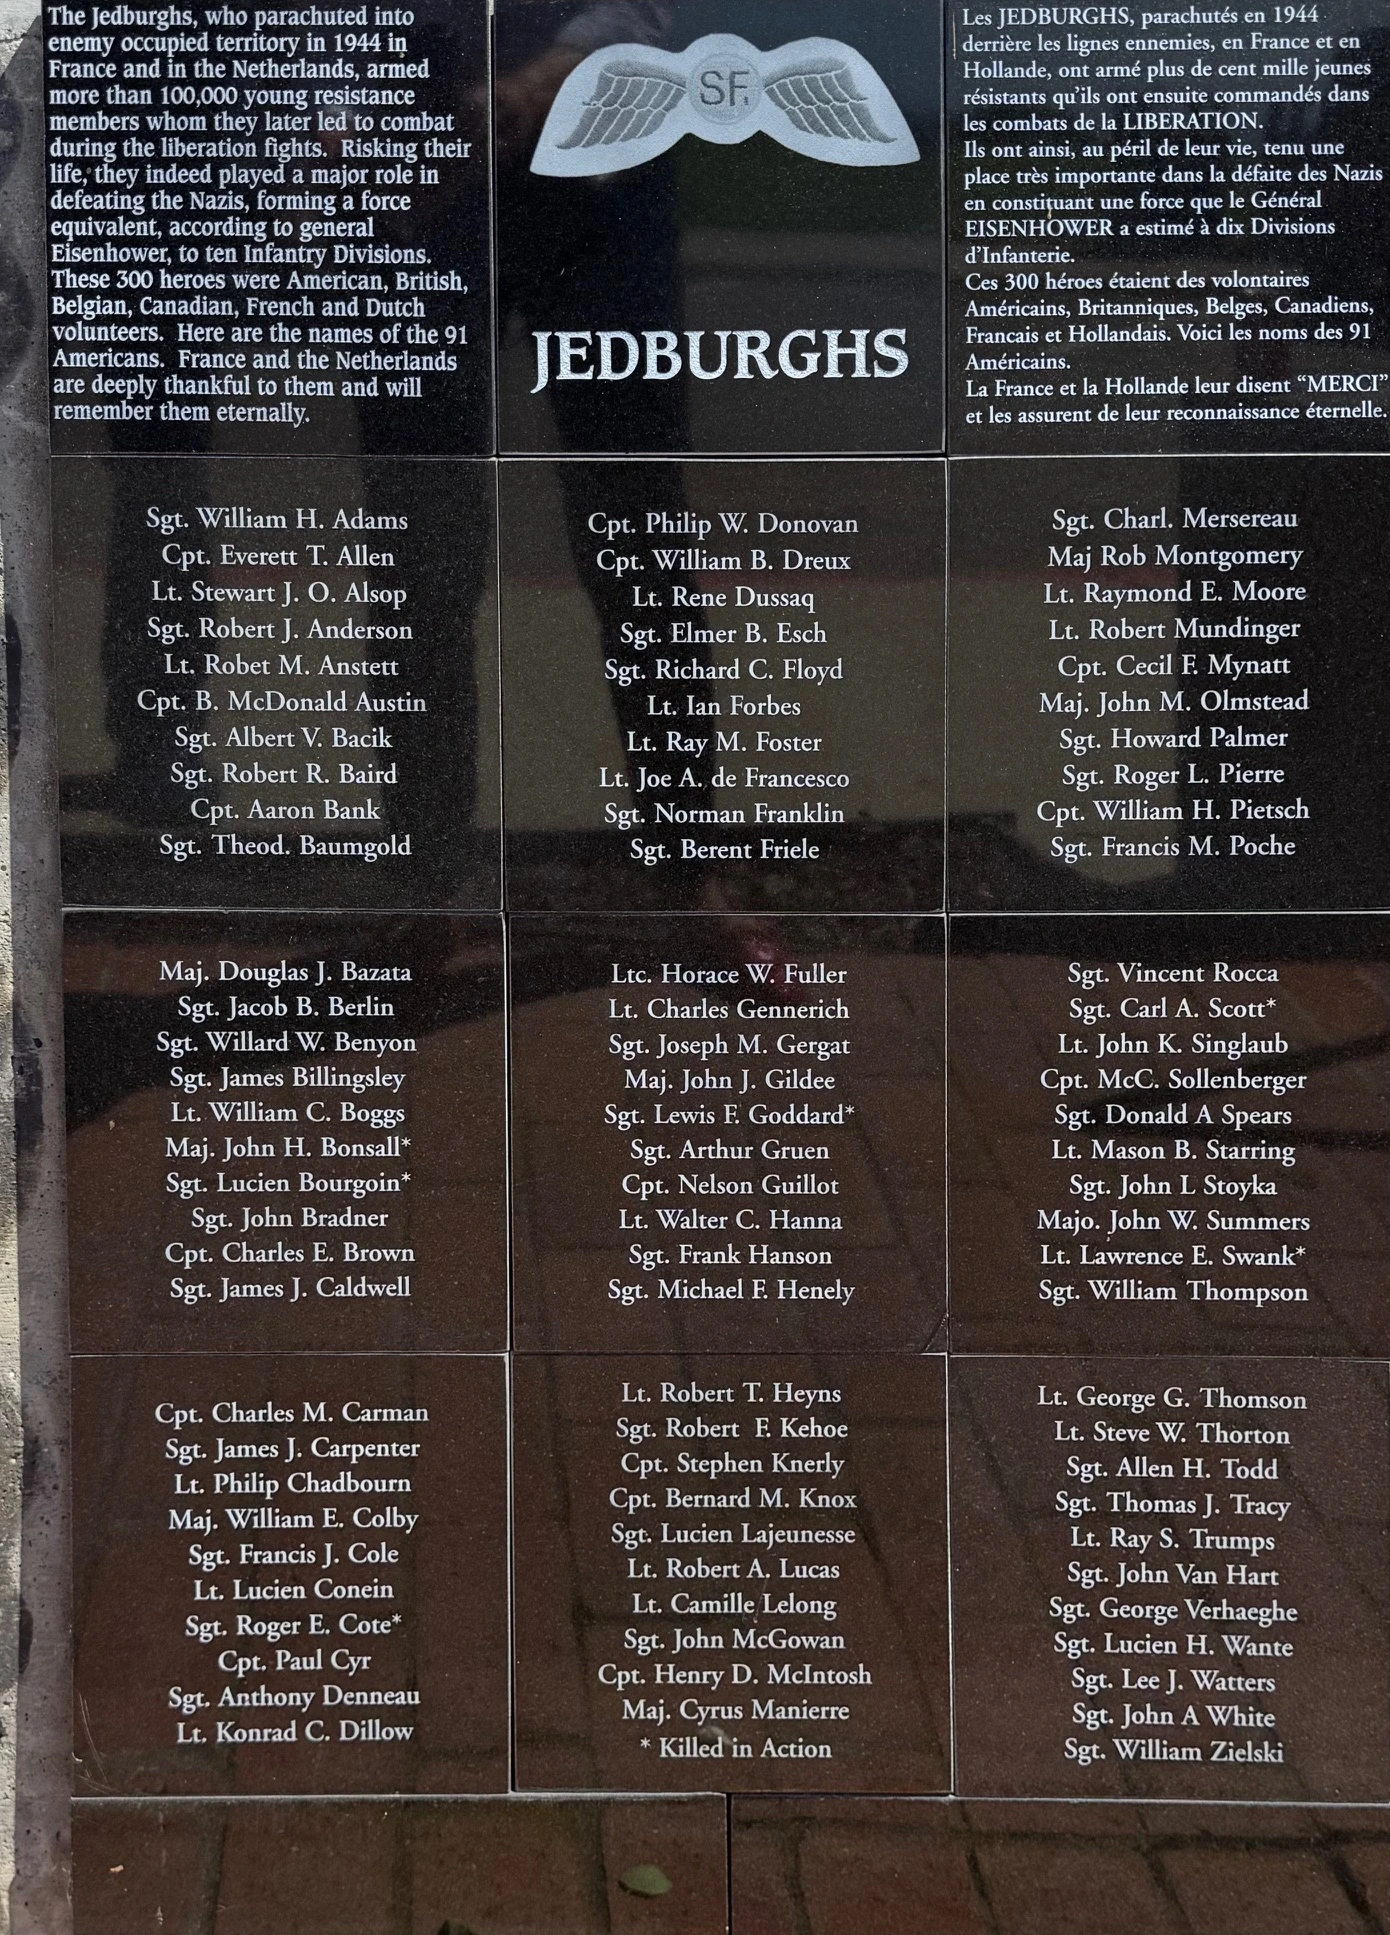 The Jedburghs, who parachuted into
enemy occupied territory in 1944 in
France and in the Netherlands, armed
more than 100,000 young resistance
members whom they later led to combat
during the liberation fights. Risking their
life, they indeed played a major role in
defeating the Nazis, forming a force
equivalent, according to general
Eisenhower, to ten Infantry Divisions.
These 300 heroes were American, British,
Belgian, Canadian, French and Dutch
volunteers. Here are the names of the 91
Americans. France and the Netherlands
are deeply thankful to them and will
remember them eternally.
SF.
JEDBURGHS
Les JEDBURGHS, parachutés en 1944
derrière les lignes ennemies, en France et en
Hollande, ont armé plus de cent mille jeunes
résistants qu'ils ont ensuite commandés dans
les combats de la LIBERATION.
Ils ont ainsi, au péril de leur vie, tenu une
place très importante dans la défaite des Nazis
en constituant une force que le Général
EISENHOWER a estimé à dix Divisions
d'Infanterie.
Ces 300 héroes étaient des volontaires
Américains, Britanniques, Belges, Canadiens,
Francais et Hollandais. Voici les noms des 91
Américains.
La France et la Hollande leur disent "MERCI"
et les assurent de leur reconnaissance éternelle.
Sgt. William H. Adams
Cpt. Everett T. Allen
Lt. Stewart J. O. Alsop
Sgt. Robert J. Anderson
Lt. Robet M. Anstett
Cpt. B. McDonald Austin
Sgt. Albert V. Bacik
Sgt. Robert R. Baird
Cpt. Aaron Bank
Sgt. Theod. Baumgold
Cpt. Philip W. Donovan
Cpt. William B. Dreux
Lt. Rene Dussaq
Sgt. Elmer B. Esch
Sgt. Richard C. Floyd
Lt. Ian Forbes
Lt. Ray M. Foster
Lt. Joe A. de Francesco
Sgt. Norman Franklin
Sgt. Berent Friele
Sgt. Charl. Mersereau
Maj Rob Montgomery
Lt. Raymond E. Moore
Lt. Robert Mundinger
Cpt. Cecil F. Mynatt
Maj. John M. Olmstead
Sgt. Howard Palmer
Sgt. Roger L. Pierre
Cpt. William H. Pietsch
Sgt. Francis M. Poche
Maj. Douglas J. Bazata
Sgt. Jacob B. Berlin
Sgt. Willard W. Benyon
Sgt. James Billingsley
Lt. William C. Boggs
Maj. John H. Bonsall*
Sgt. Lucien Bourgoin*
Sgt. John Bradner
Cpt. Charles E. Brown
Sgt. James J. Caldwell
Ltc. Horace W. Fuller
Lt. Charles Gennerich
Sgt. Joseph M. Gergat
Maj. John J. Gildee
Sgt. Lewis F. Goddard*
Sgt. Arthur Gruen
Cpt. Nelson Guillot
Lt. Walter C. Hanna
Sgt. Frank Hanson
Sgt. Michael F. Henely
Sgt. Vincent Rocca
Sgt. Carl A. Scott*
Lt. John K. Singlaub
Cpt. McC. Sollenberger
Sgt. Donald A Spears
Lt. Mason B. Starring
Sgt. John L Stoyka
Majo. John W. Summers
Lt. Lawrence E. Swank*
Sgt. William Thompson
Cpt. Charles M. Carman
Sgt. James J. Carpenter
Lt. Philip Chadbourn
Maj. William E. Colby
Sgt. Francis J. Cole
Lt. Lucien Conein
Sgt. Roger E. Cote*
Cpt. Paul Cyr
Sgt. Anthony Denneau
Lt. Konrad C. Dillow
Lt. Robert T. Heyns
Sgt. Robert F. Kehoe
Cpt. Stephen Knerly
Cpt. Bernard M. Knox
Sgt. Lucien Lajeunesse
Lt. Robert A. Lucas
Lt. Camille Lelong
Sgt. John McGowan
Cpt. Henry D. McIntosh
Maj. Cyrus Manierre
* Killed in Action
Lt. George G. Thomson
Lt. Steve W. Thorton
Sgt. Allen H. Todd
Sgt. Thomas J. Tracy
Lt. Ray S. Trumps
Sgt. John Van Hart
Sgt. George Verhaeghe
Sgt. Lucien H. Wante
Sgt. Lee J. Watters
Sgt. John A White
Sgt. William Zielski